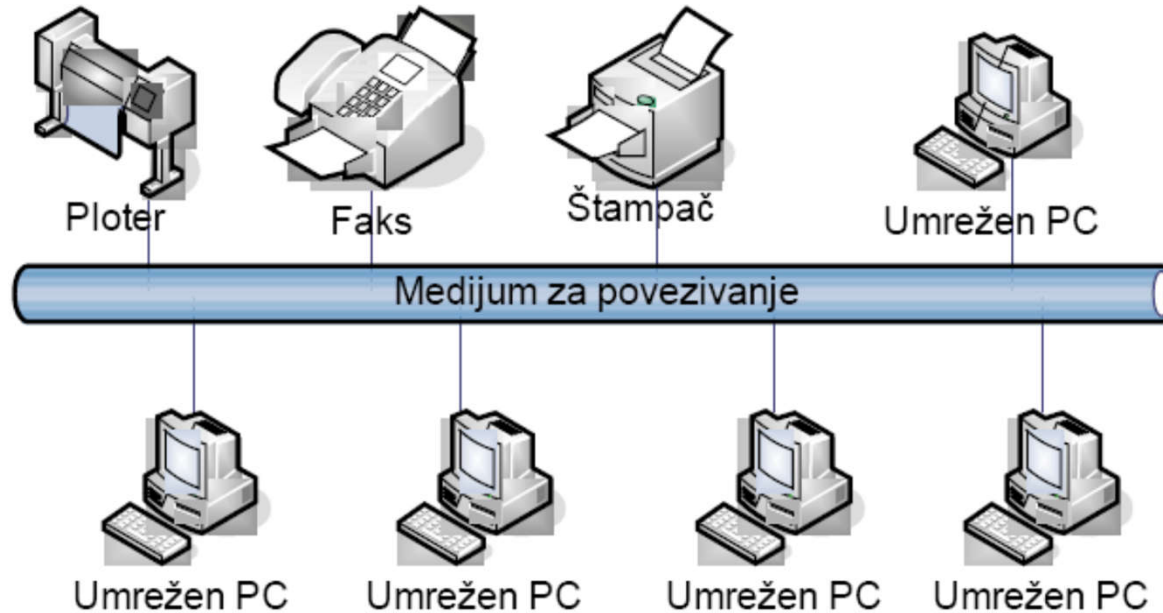 Ploter
Faks
Štampač
Umrežen PC
Medijum za povezivanje
Umrežen PC
Umrežen PC
Umrežen PC
Umrežen PC